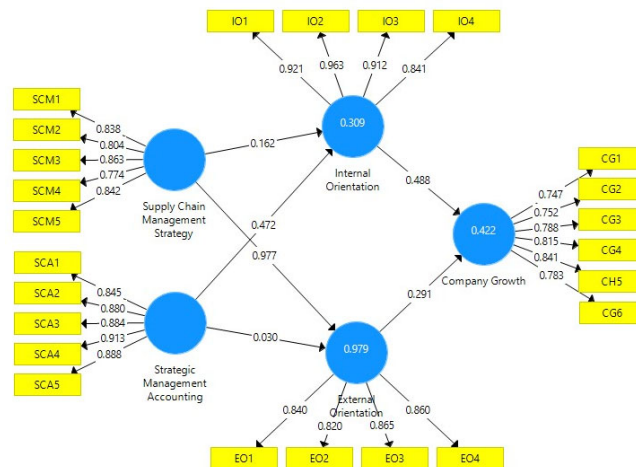 IO1
IO2
IO3
IO4
0.921
0.963
0.912
0.841
0.309
Internal
Orientation
SCM1
SCM2
SCM3
SCM4
SCM5
0.838
0.804
0.863
0.774
0.842
Supply Chain
Management
Strategy
0.162
0.472
0.977
0.030
0.488
0.291
CG1
CG2
CG3
CG4
CH5
CG6
0.747
0.752
0.788
0.815
0.841
0.783
0.422
Company Growth
SCA1
SCA2
SCA3
SCA4
SCA5
0.845
0.880
0.884
0.913
0.888
Strategic
Management
Accounting
0.979
External
Orientation
0.840
0.820
0.865
0.860
EO1
EO2
EO3
EO4